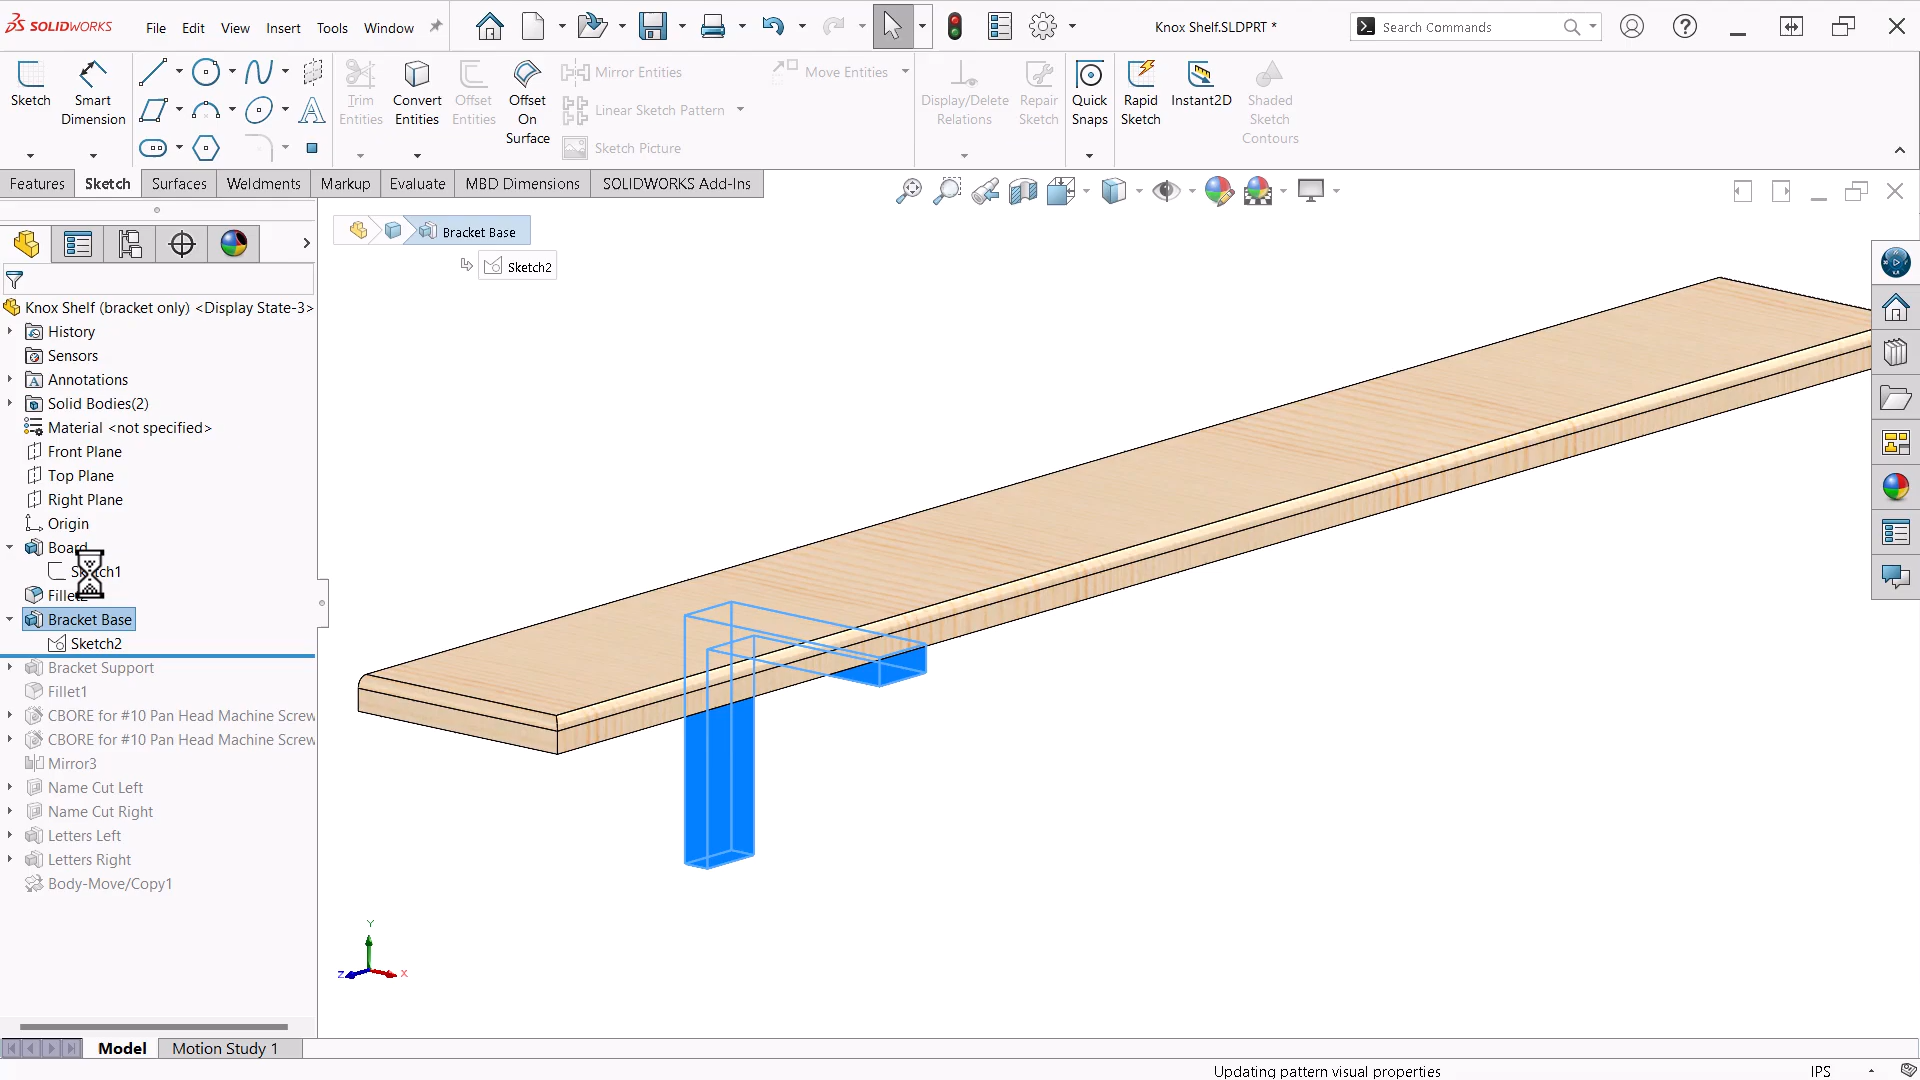 SOLIDWORKS
File Edit View Insert Tools Window
Knox Shelf.SLDPRT *
Search Commands
Sketch
Smart Dimension
Trim Entities
Convert Entities
Offset Entities
Offset On Surface
Mirror Entities
Linear Sketch Pattern
Sketch Picture
Move Entities
Display/Delete Relations
Repair Sketch
Quick Snaps
Rapid Sketch
Instant2D
Shaded Sketch Contours
Features Sketch Surfaces Weldments Markup Evaluate MBD Dimensions SOLIDWORKS Add-Ins
Bracket Base
Sketch2
Knox Shelf (bracket only) <Display State-3>
History
Sensors
Annotations
Solid Bodies(2)
Material <not specified>
Front Plane
Top Plane
Right Plane
Origin
Board
Bracket Base
Sketch2
Bracket Support
Fillet1
CBORE for #10 Pan Head Machine Screw
CBORE for #10 Pan Head Machine Screw
Mirror3
Name Cut Left
Name Cut Right
Letters Left
Letters Right
Body-Move/Copy1
Y
Z
X
Model Motion Study 1
Updating pattern visual properties
IPS